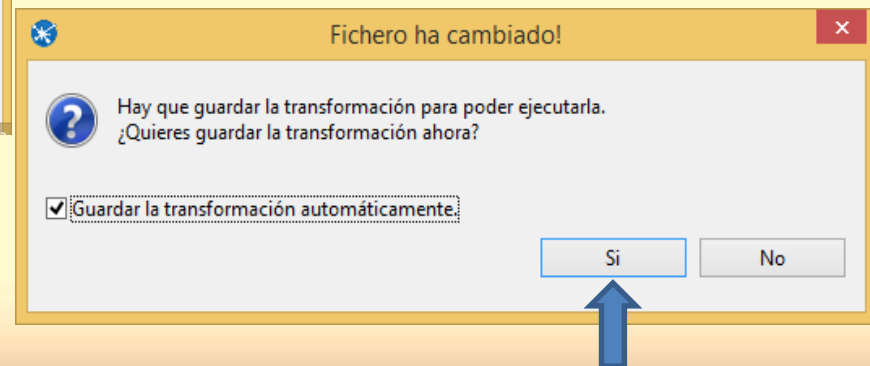 Fichero ha cambiado!
Hay que guardar la transformación para poder ejecutarla.
¿Quieres guardar la transformación ahora?
Guardar la transformación automáticamente.
Si
No